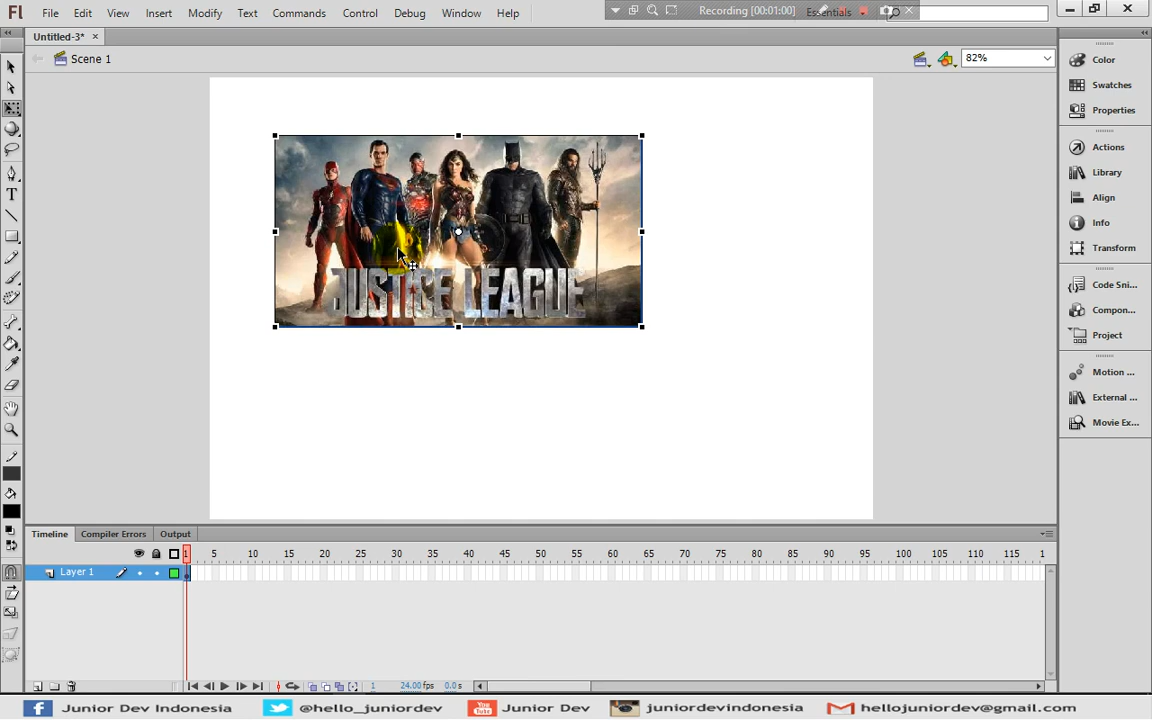 Fl File Edit View Insert Modify Text Commands Control Debug Window Help Recording [00:01:00] Essentials
Untitled-3*
Scene 1 82%
Color
Swatches
Properties
Actions
Library
Align
Info
Transform
Code Sni...
Compon...
Project
Motion ...
External ...
Movie Ex...
T
JUSTICE LEAGUE
Timeline Compiler Errors Output
1 5 10 15 20 25 30 35 40 45 50 55 60 65 70 75 80 85 90 95 100 105 110 115 1
Layer 1
1 24.00 fps 0.0 s
Junior Dev Indonesia @hello_juniordev You Tube Junior Dev juniordevindonesia hellojuniordev@gmail.com